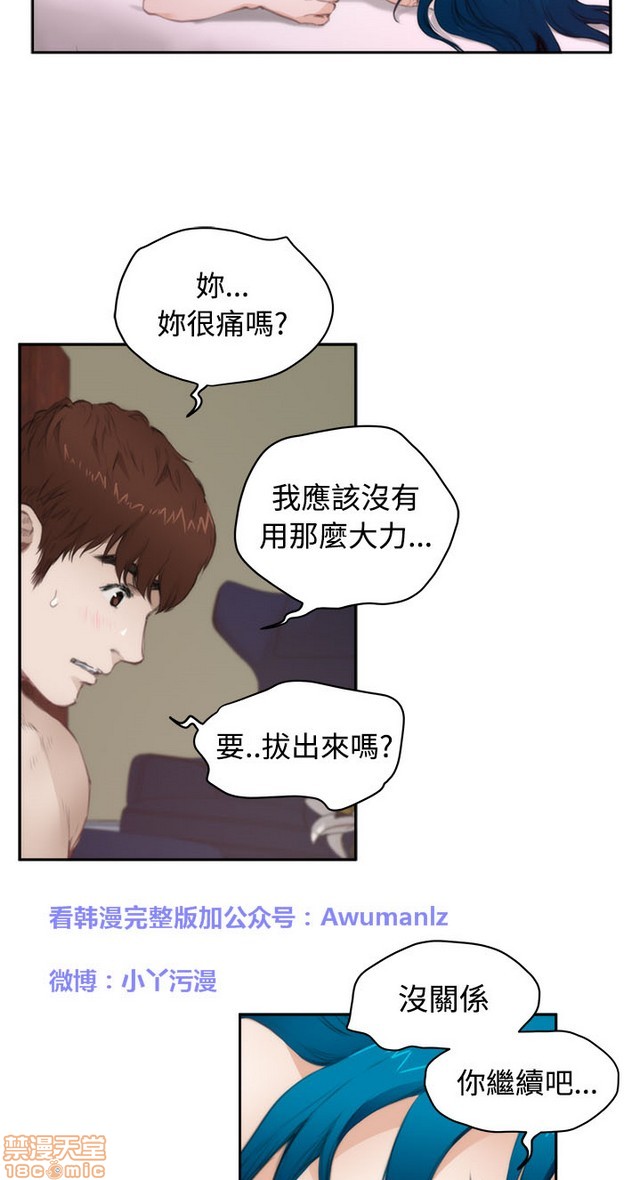 妳...
妳很痛嗎?
我應該沒有
用那麼大力...
要..拔出來嗎?
看韩漫完整版加公众号：Awumanlz
微博：小丫污漫
沒關係
你繼續吧...
禁漫天堂
18comic